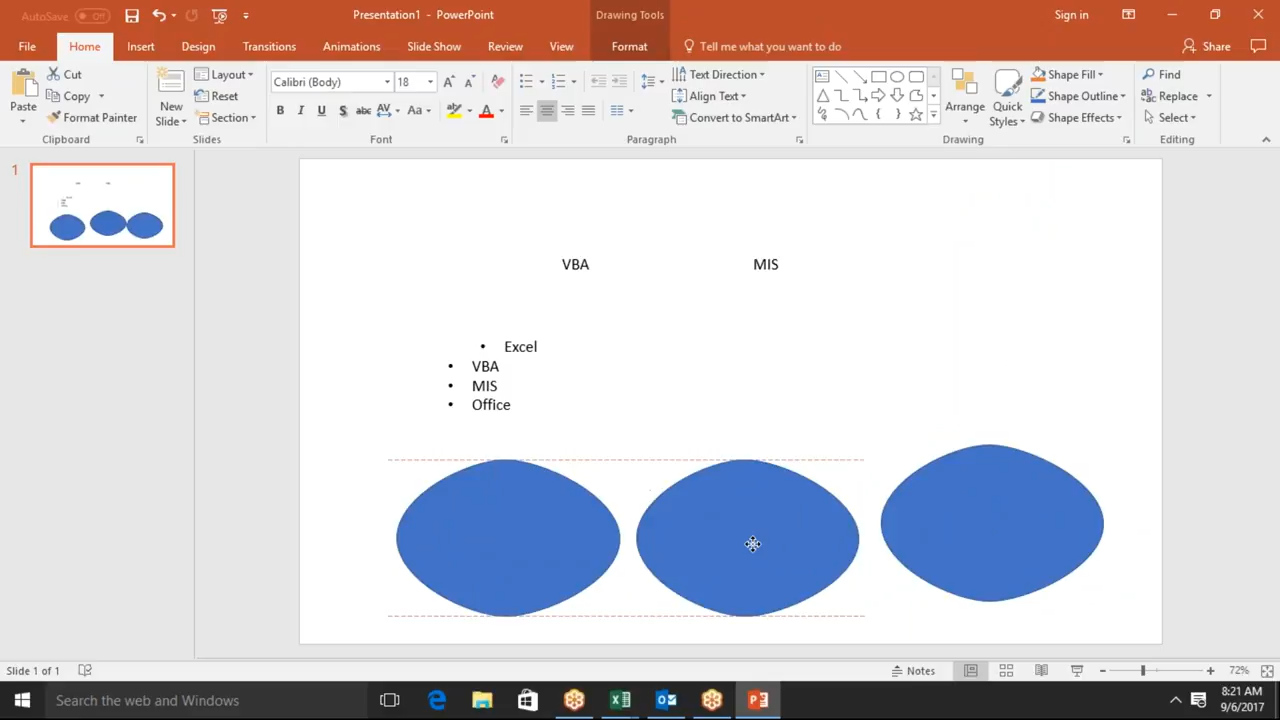 AutoSave Off
Presentation1 - PowerPoint
Drawing Tools
Sign in
File Home Insert Design Transitions Animations Slide Show Review View Format Tell me what you want to do Share
Paste
Cut
Copy
Format Painter
Clipboard
New Slide
Layout
Reset
Section
Slides
Calibri (Body) 18
B I U S abc AV Aa A
Font
Text Direction
Align Text
Convert to SmartArt
Paragraph
Arrange
Quick Styles
Shape Fill
Shape Outline
Shape Effects
Drawing
Find
Replace
Select
Editing
1
VBA MIS
• Excel
• VBA
• MIS
• Office
Slide 1 of 1
Notes
72%
Search the web and Windows
8:21 AM
9/6/2017